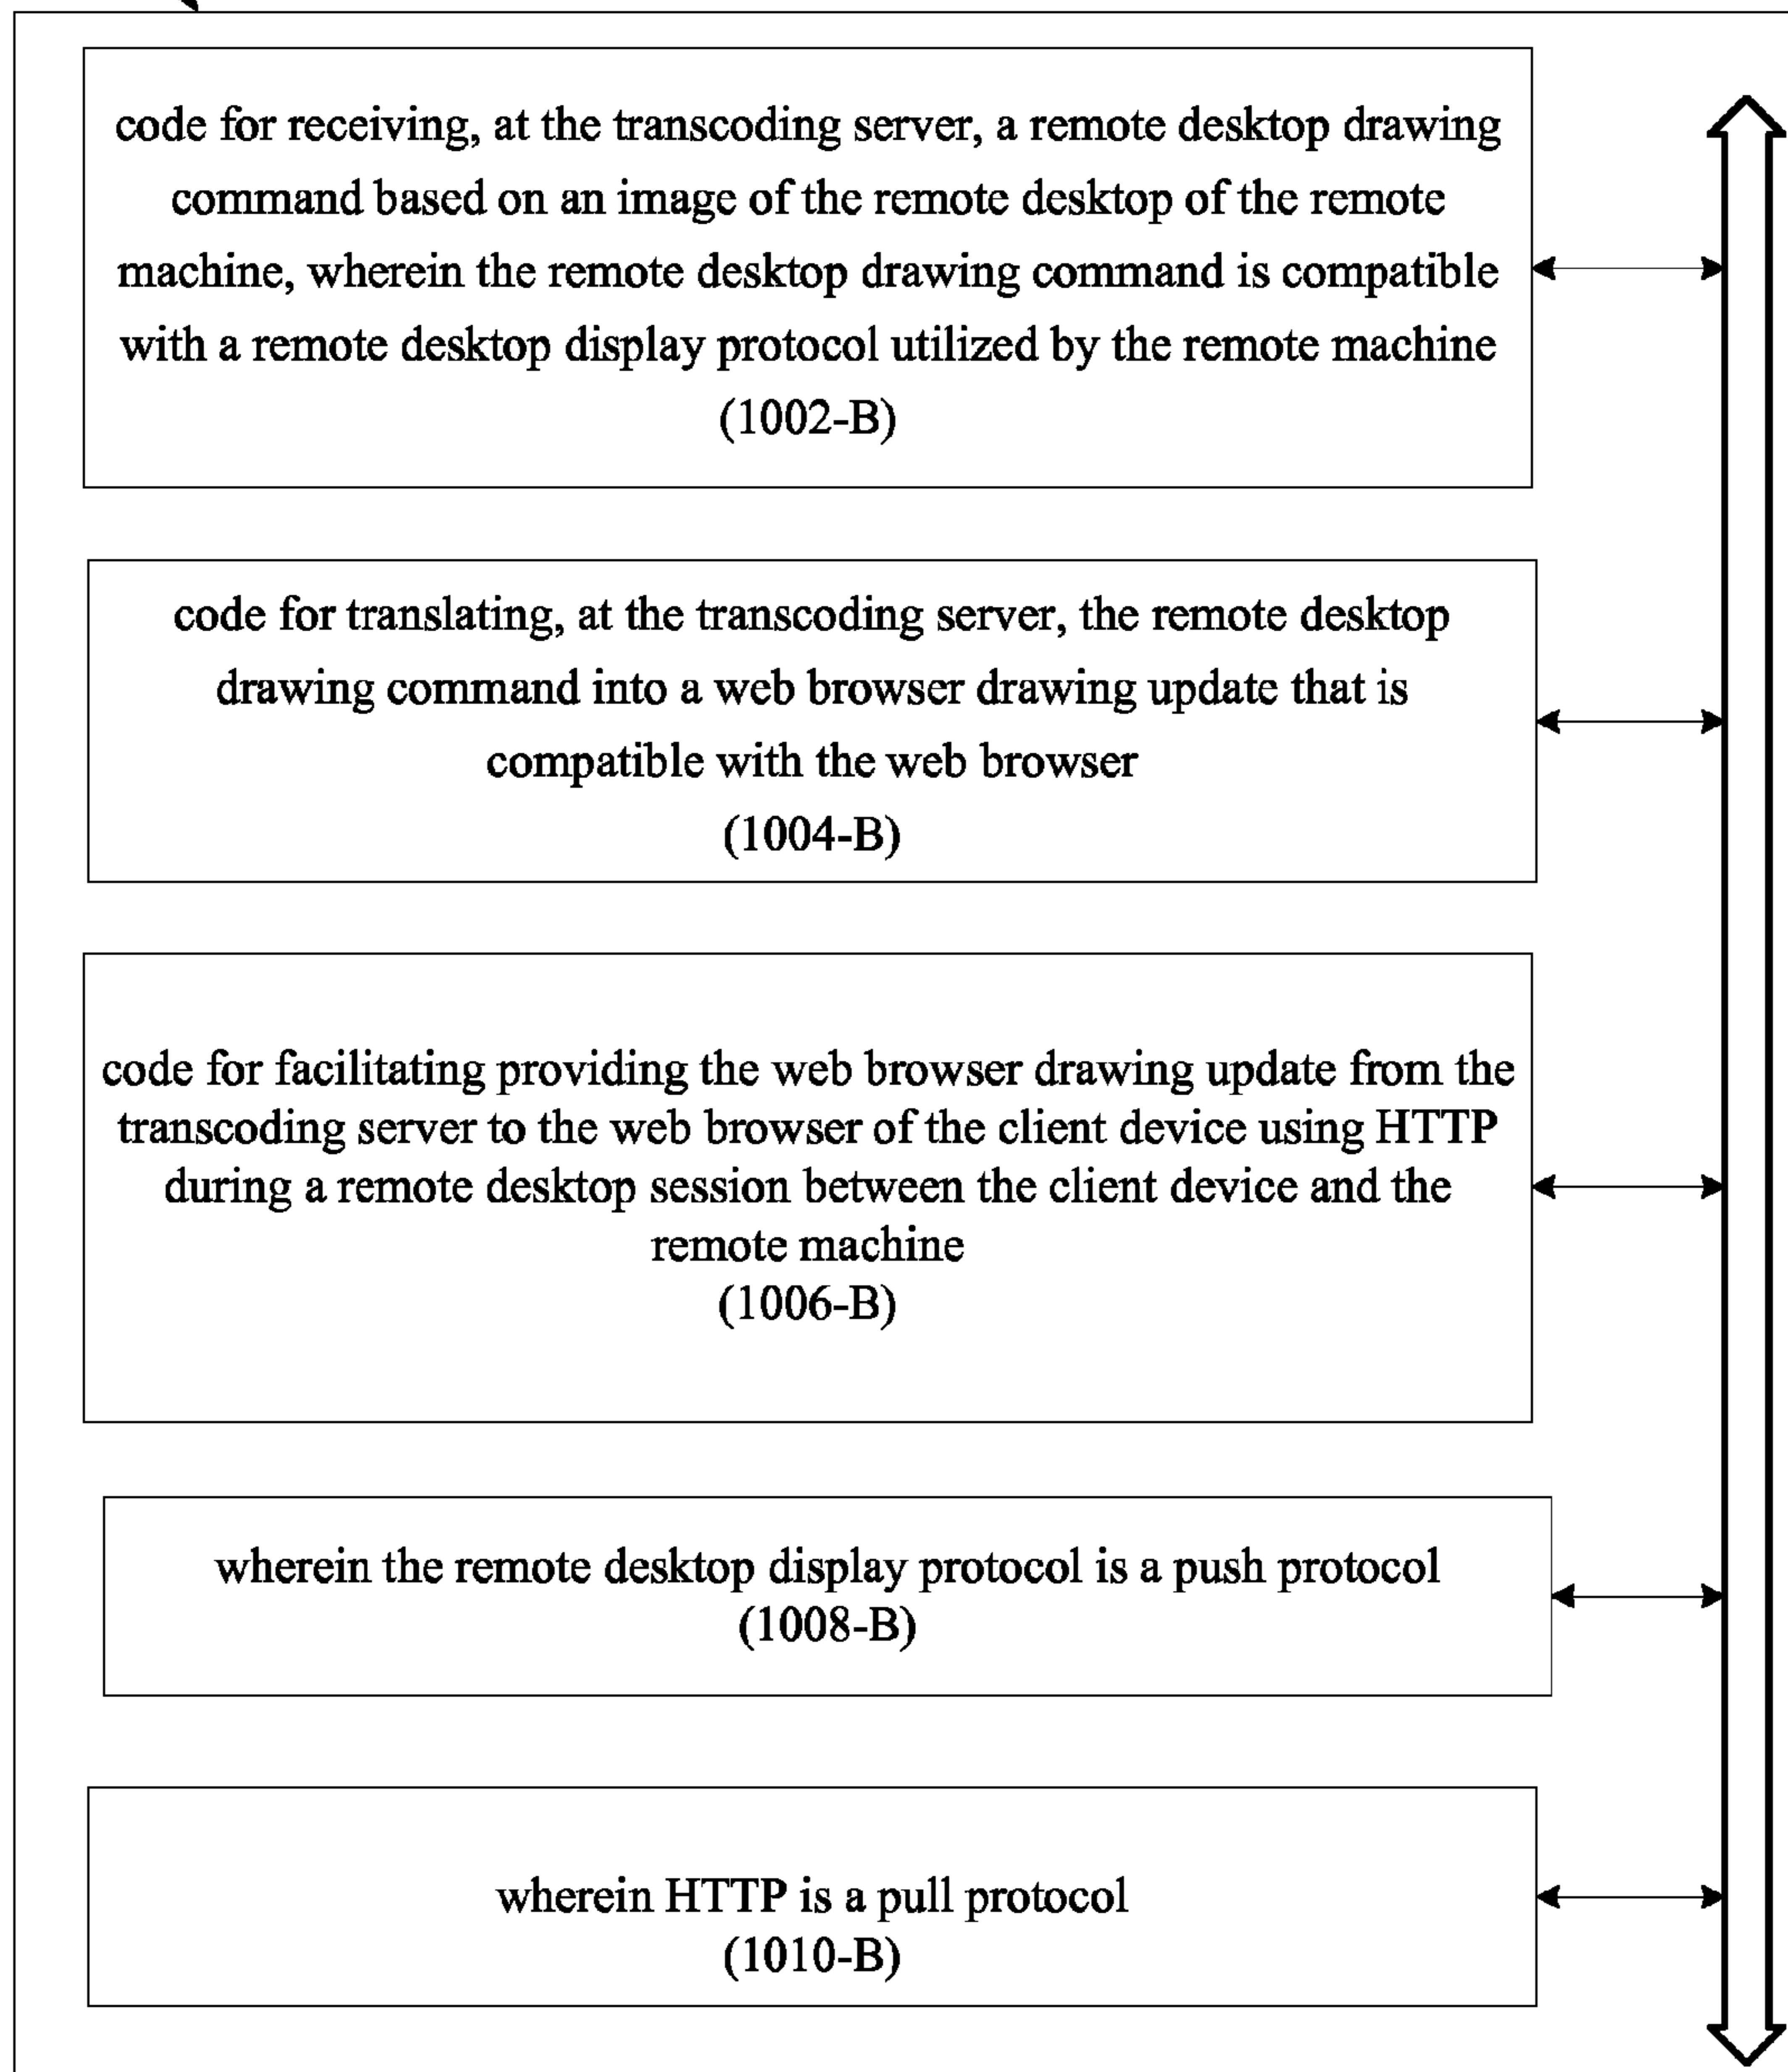 code for receiving, at the transcoding server, a remote desktop drawing
command based on an image of the remote desktop of the remote
machine, wherein the remote desktop drawing command is compatible
with a remote desktop display protocol utilized by the remote machine
(1002-B)
code for translating, at the transcoding server, the remote desktop
drawing command into a web browser drawing update that is
compatible with the web browser
(1004-B)
code for facilitating providing the web browser drawing update from the
transcoding server to the web browser of the client device using HTTP
during a remote desktop session between the client device and the
remote machine
(1006-B)
wherein the remote desktop display protocol is a push protocol
(1008-B)
wherein HTTP is a pull protocol
(1010-B)